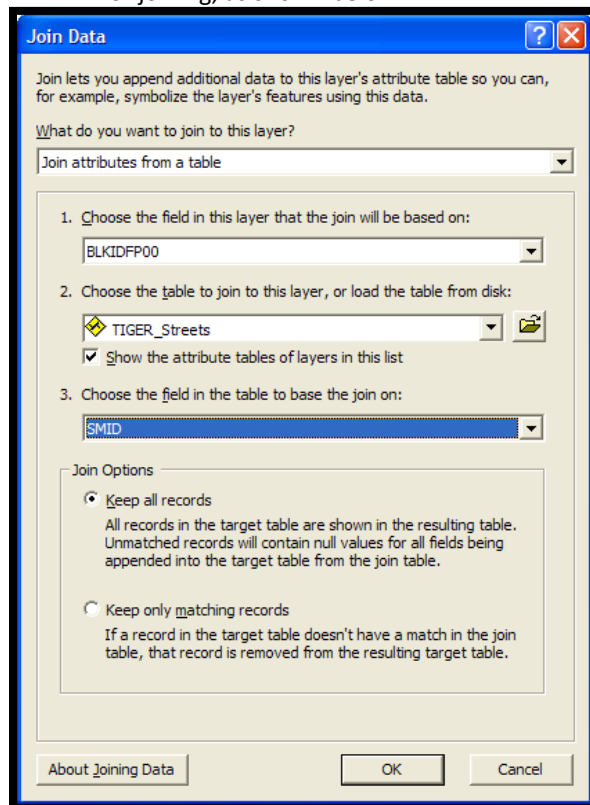 Join Data
Join lets you append additional data to this layer's attribute table so you can,
for example, symbolize the layer's features using this data.
What do you want to join to this layer?
Join attributes from a table
1. Choose the field in this layer that the join will be based on:
BLKIDFP00
2. Choose the table to join to this layer, or load the table from disk:
TIGER_Streets
Show the attribute tables of layers in this list
3. Choose the field in the table to base the join on:
SMID
Join Options
Keep all records
All records in the target table are shown in the resulting table.
Unmatched records will contain null values for all fields being
appended into the target table from the join table.
Keep only matching records
If a record in the target table doesn't have a match in the join
table, that record is removed from the resulting target table.
About Joining Data
OK
Cancel